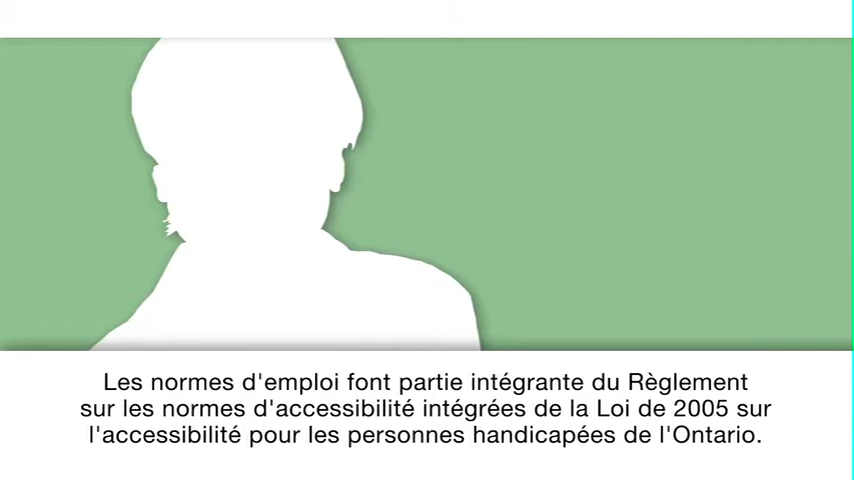 Les normes d'emploi font partie intégrante du Règlement
sur les normes d'accessibilité intégrées de la Loi de 2005 sur
l'accessibilité pour les personnes handicapées de l'Ontario.